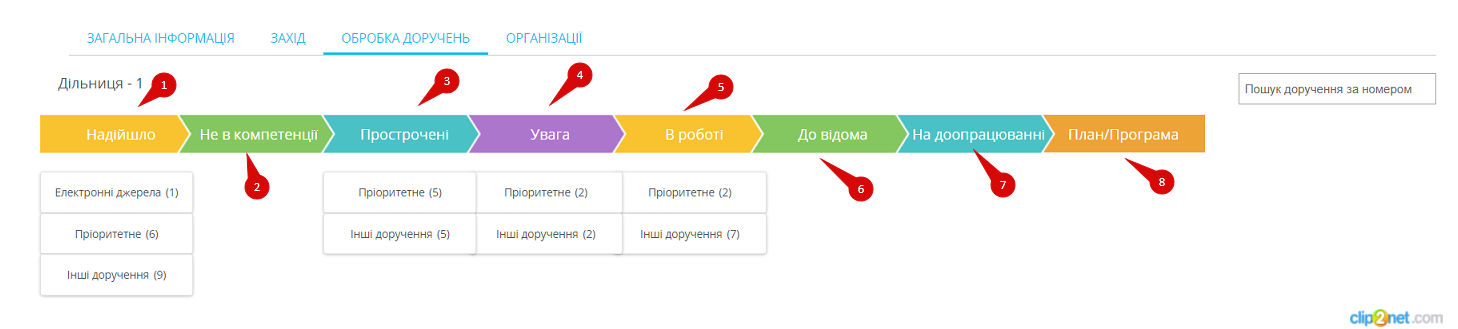 ЗАГАЛЬНА ІНФОРМАЦІЯ ЗАХІД ОБРОБКА ДОРУЧЕНЬ ОРГАНІЗАЦІЇ
Дільниця - 1
1 3 4 5
Пошук доручення за номером
Надійшло Не в компетенції Прострочені Увага В роботі До відома На доопрацюванні План/Програма
2 6 7 8
Електронні джерела (1) Пріоритетне (5) Пріоритетне (2) Пріоритетне (2)
Пріоритетне (6) Інші доручення (5) Інші доручення (2) Інші доручення (7)
Інші доручення (9)
clip2net.com